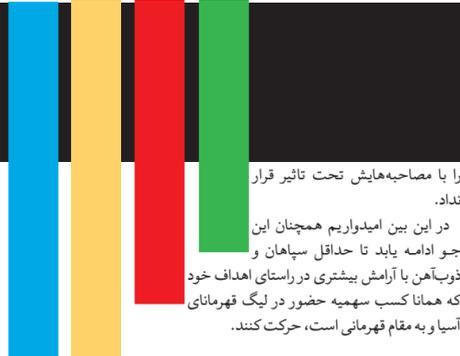 را با مصاحبه‌هایش تحت تاثیر قرار
نداد.
در این بین امیدواریم همچنان این
جو ادامه یابد تا حداقل سپاهان و
ذوب‌آهن با آرامش بیشتری در راستای اهداف خود
که همانا کسب سهمیه حضور در لیگ قهرمانای
آسیا و به مقام قهرمانی است، حرکت کنند.